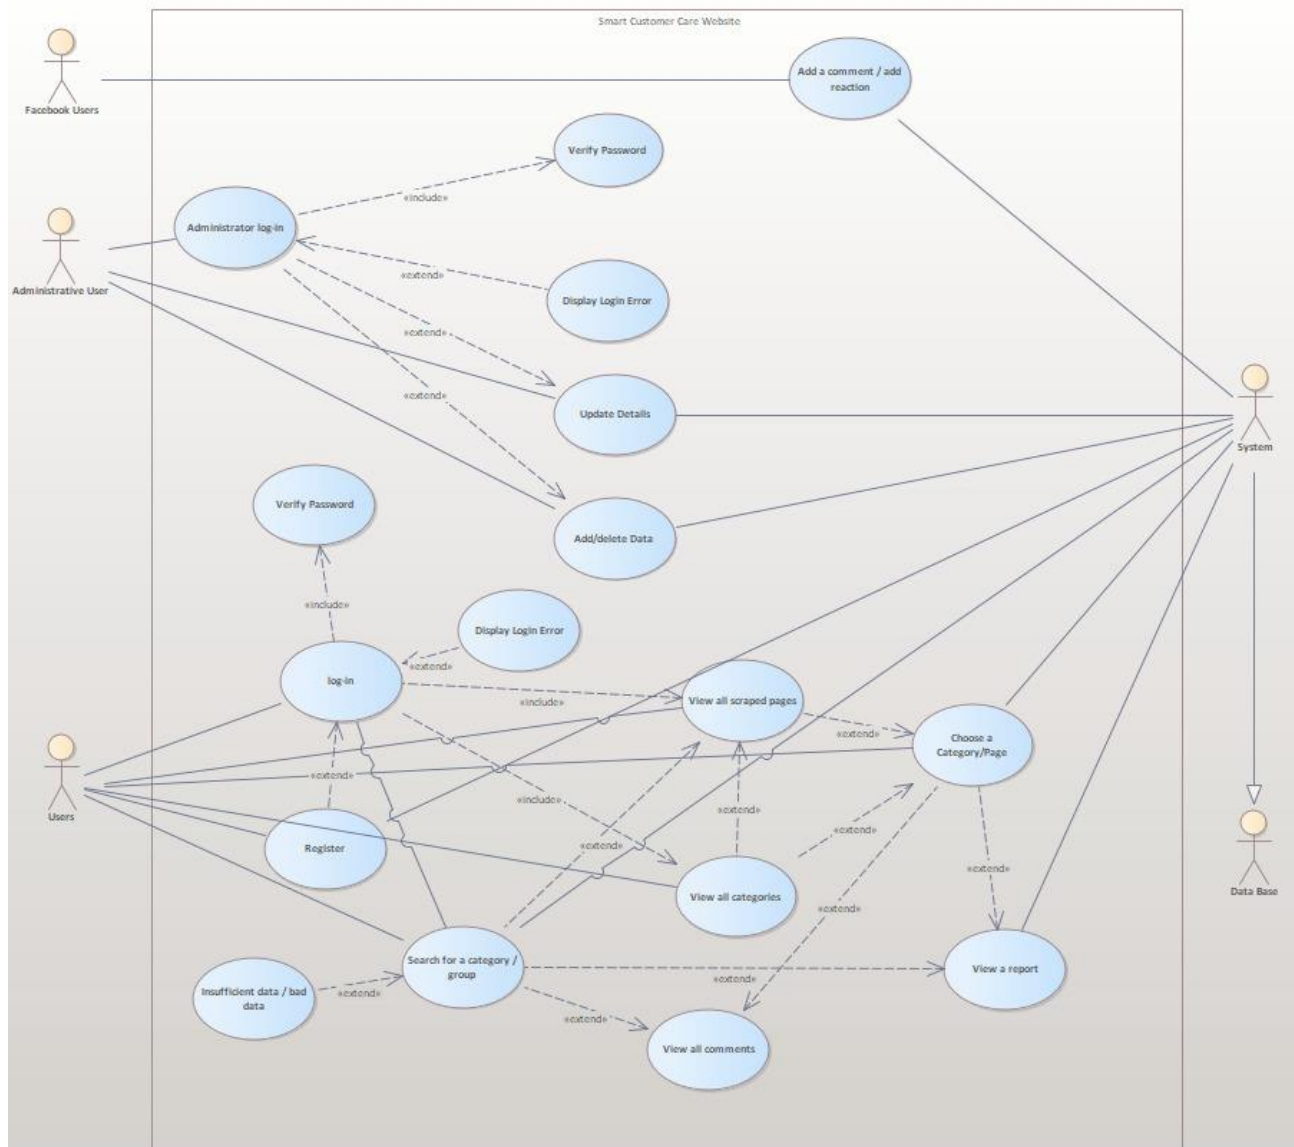 Smart Customer Care Website
Facebook Users
Add a comment / add
reaction
Verify Password
«include»
Administrator log-in
Administrative User
«extend»
Display Login Error
«extend»
«extend»
Update Details
System
Verify Password
Add/delete Data
«include»
Display Login Error
«extend»
log-in
«include»
View all scraped pages
«extend»
Choose a
Category/Page
Users
«extend»
«include»
«extend»
«extend»
Register
«extend»
«extend»
View all categories
Data Base
«extend»
Search for a category /
group
View a report
«extend»
Insufficient data / bad
data
«extend»
«extend»
View all comments